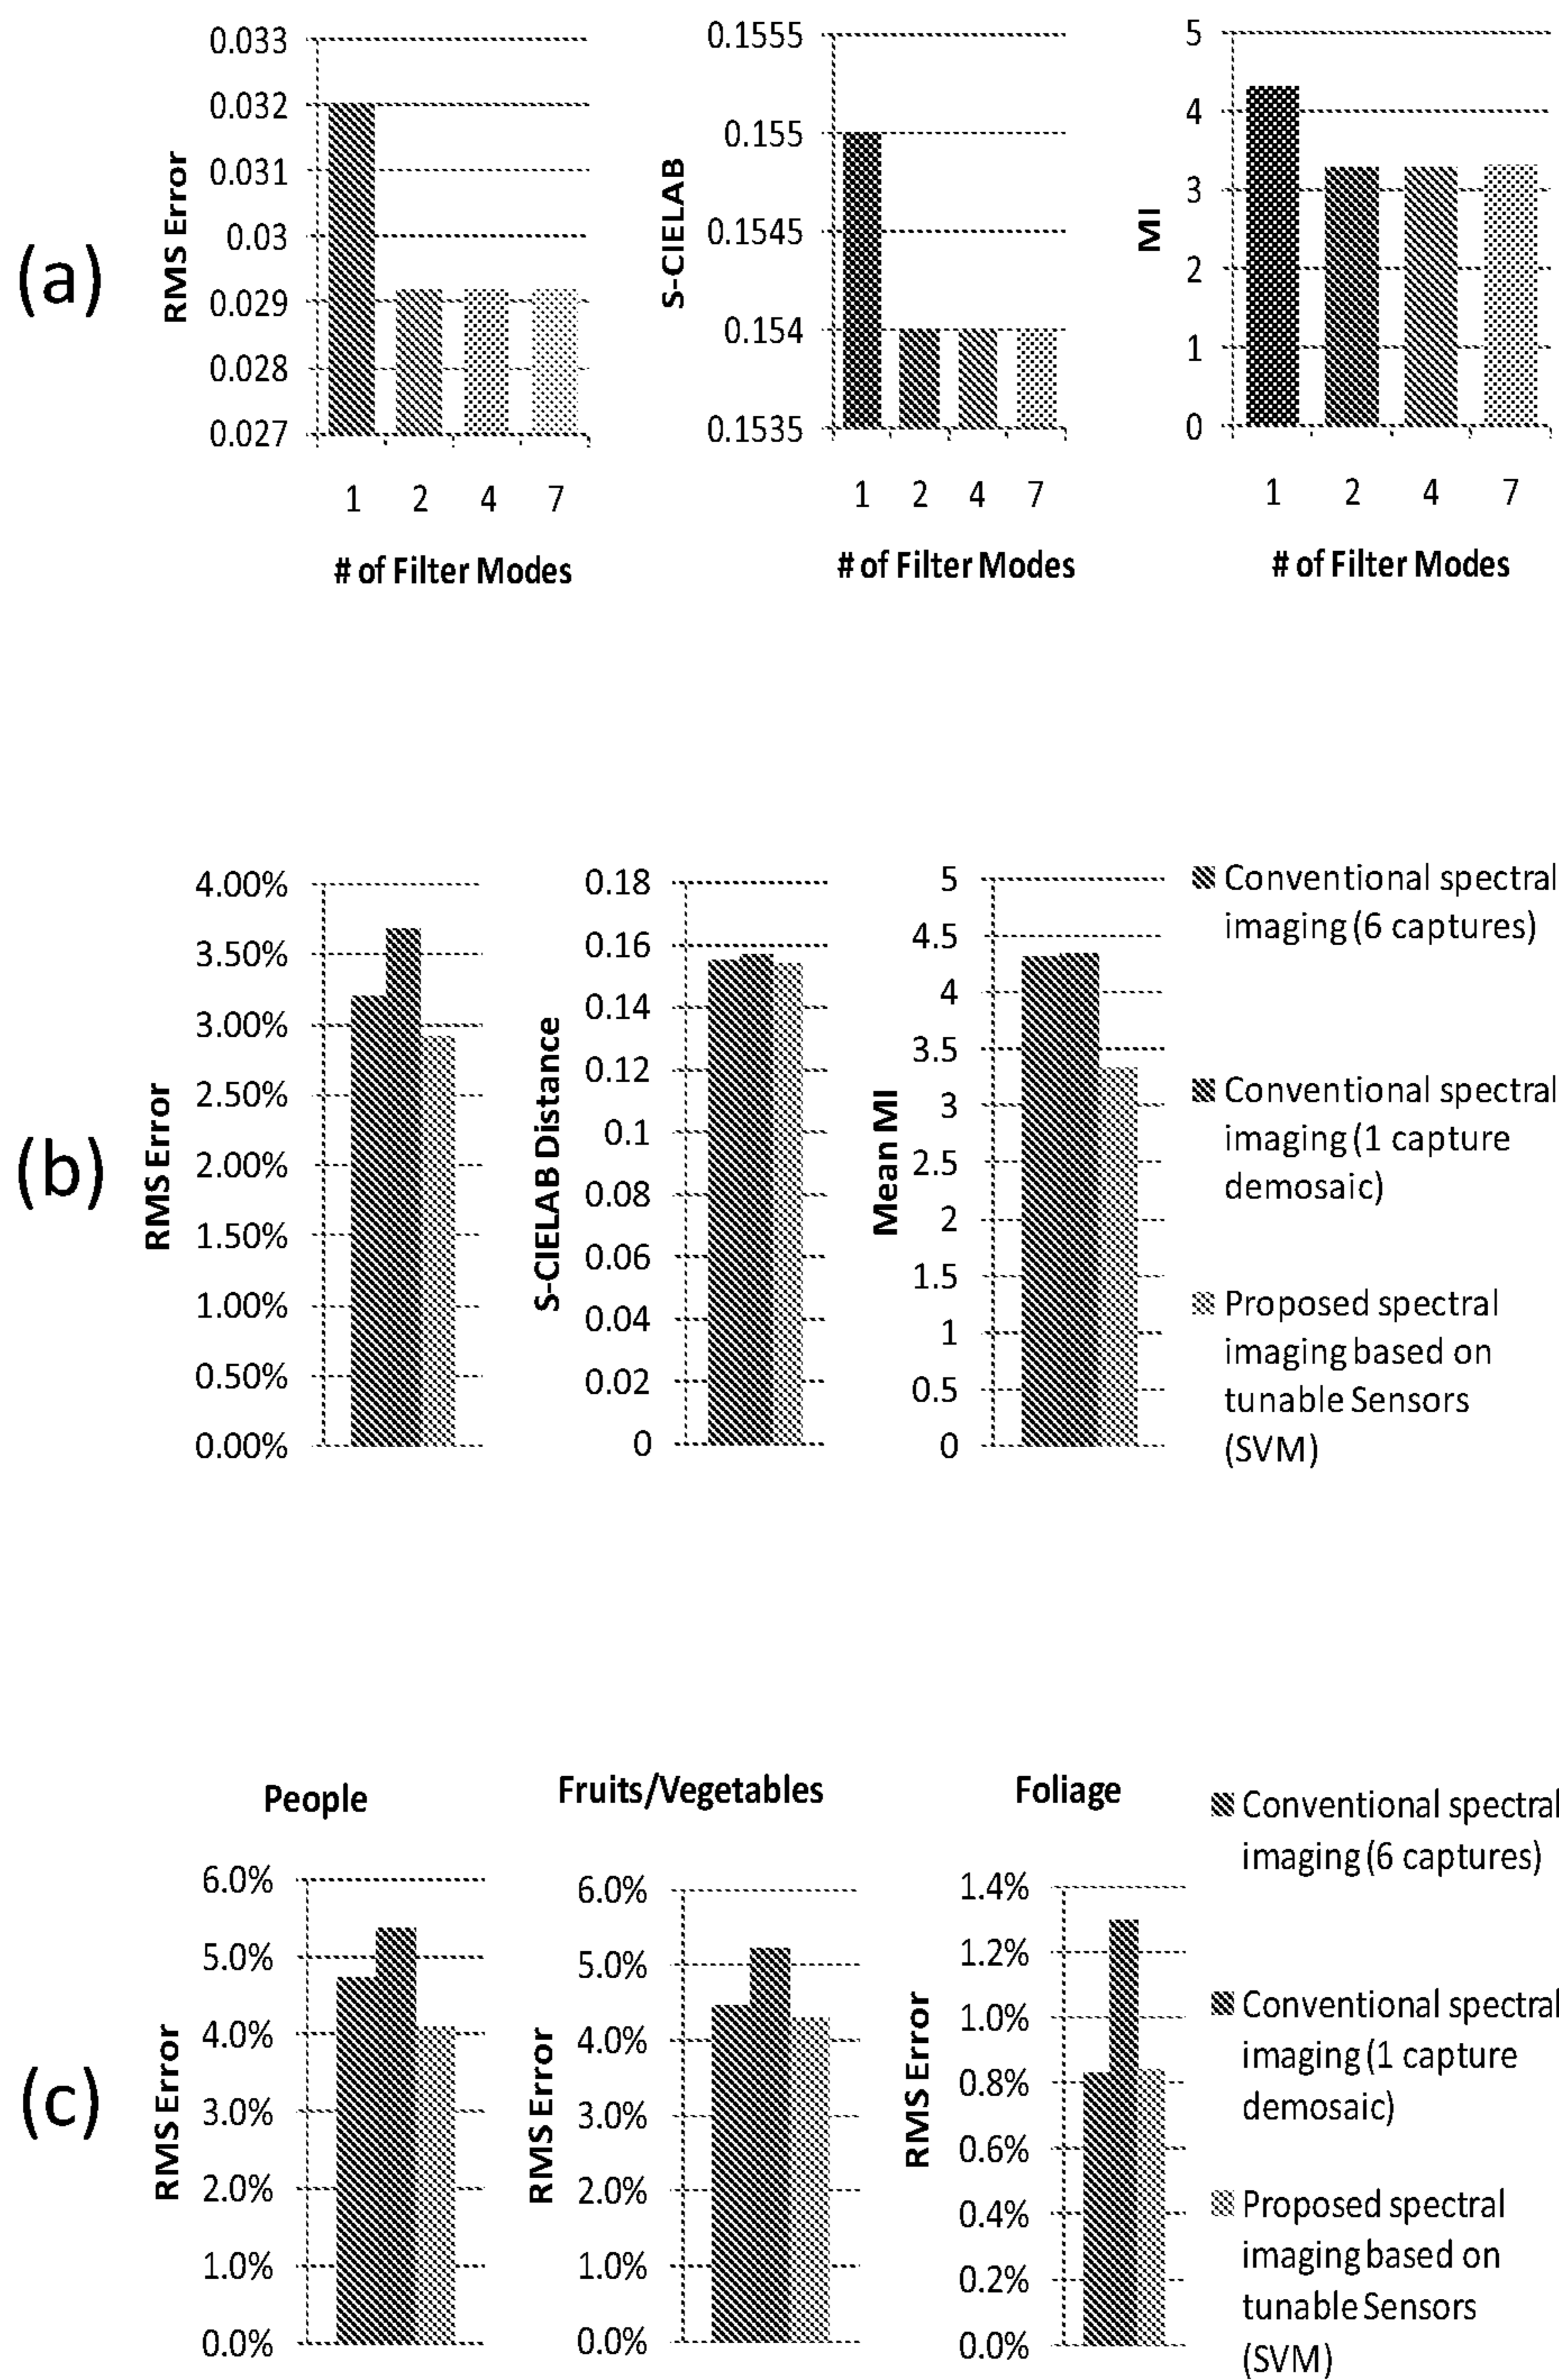 (a)
RMS Error
0.033
0.032
0.031
0.03
0.029
0.028
0.027
1 2 4 7
# of Filter Modes
S-CIELAB
0.1555
0.155
0.1545
0.154
0.1535
1 2 4 7
# of Filter Modes
MI
5
4
3
2
1
0
1 2 4 7
# of Filter Modes
(b)
RMS Error
4.00%
3.50%
3.00%
2.50%
2.00%
1.50%
1.00%
0.50%
0.00%
S-CIELAB Distance
0.18
0.16
0.14
0.12
0.1
0.08
0.06
0.04
0.02
0
Mean MI
5
4.5
4
3.5
3
2.5
2
1.5
1
0.5
0
Conventional spectral
imaging (6 captures)
Conventional spectral
imaging (1 capture
demosaic)
Proposed spectral
imaging based on
tunable Sensors
(SVM)
(c)
People
RMS Error
6.0%
5.0%
4.0%
3.0%
2.0%
1.0%
0.0%
Fruits/Vegetables
RMS Error
6.0%
5.0%
4.0%
3.0%
2.0%
1.0%
0.0%
Foliage
RMS Error
1.4%
1.2%
1.0%
0.8%
0.6%
0.4%
0.2%
0.0%
Conventional spectral
imaging (6 captures)
Conventional spectral
imaging (1 capture
demosaic)
Proposed spectral
imaging based on
tunable Sensors
(SVM)